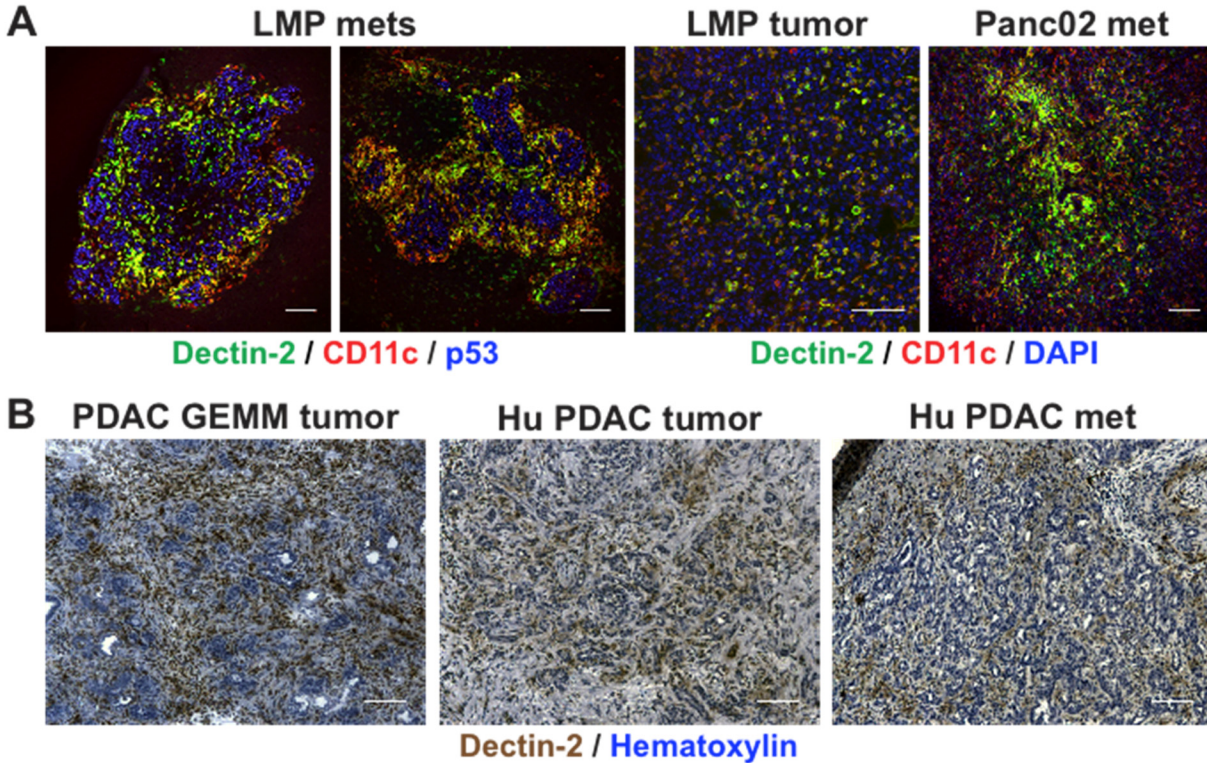 A
LMP mets LMP tumor Panc02 met
Dectin-2 / CD11c / p53 Dectin-2 / CD11c / DAPI
B
PDAC GEMM tumor Hu PDAC tumor Hu PDAC met
Dectin-2 / Hematoxylin